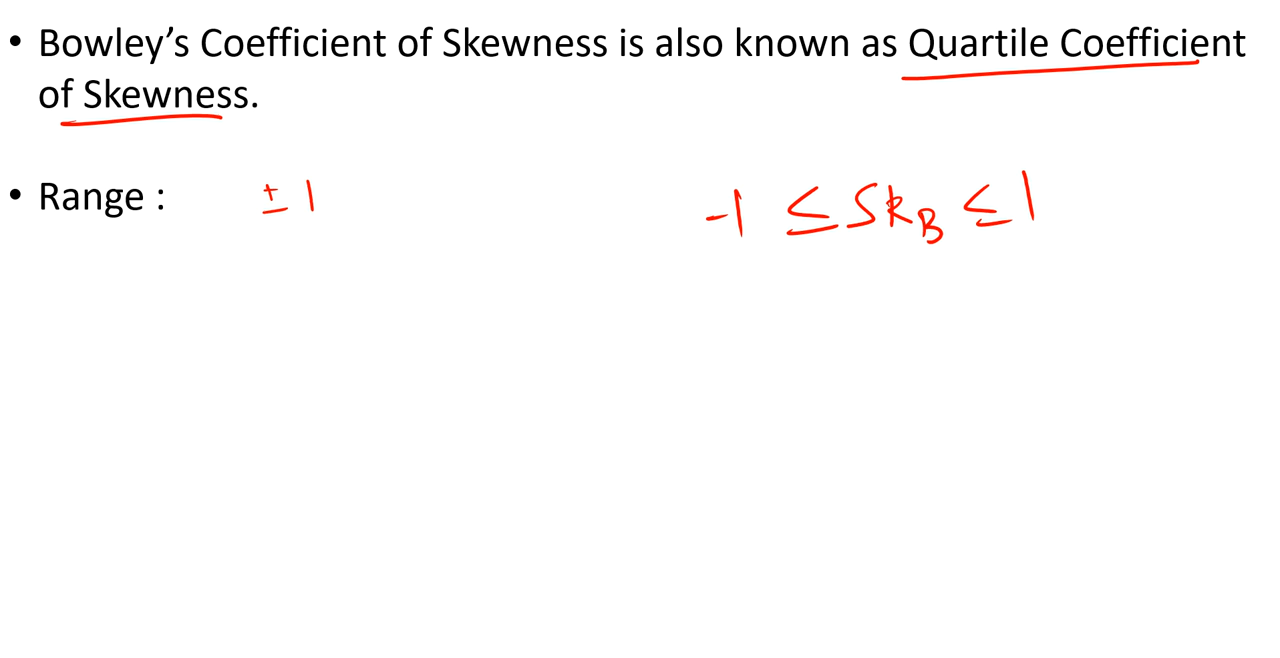 • Bowley’s Coefficient of Skewness is also known as Quartile Coefficient
of Skewness.
• Range : ± 1 -1 ≤ Sk_B ≤ 1